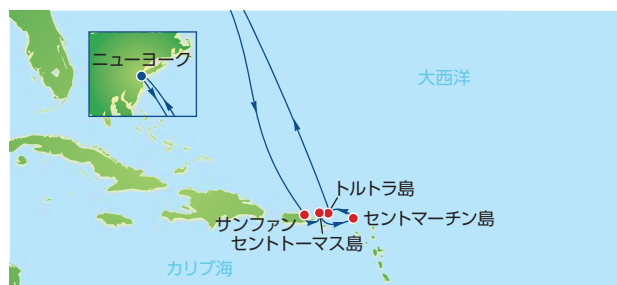 ニューヨーク
大西洋
トルトラ島
サンファン
セントマーチン島
セントトーマス島
カリブ海